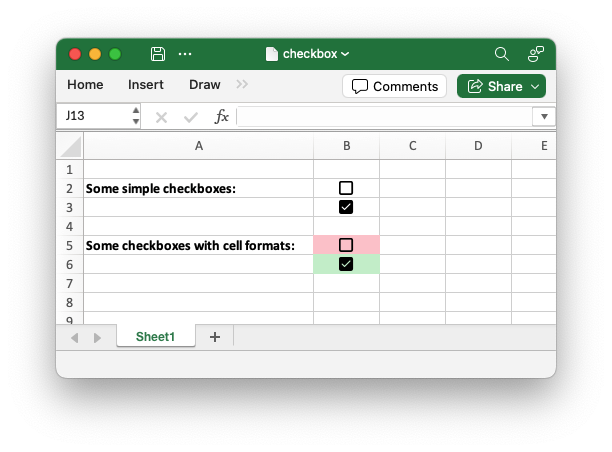 checkbox
Home Insert Draw Comments Share
J13 fx
A B C D E
1
2 Some simple checkboxes:
3
4
5 Some checkboxes with cell formats:
6
7
8
9
Sheet1 +